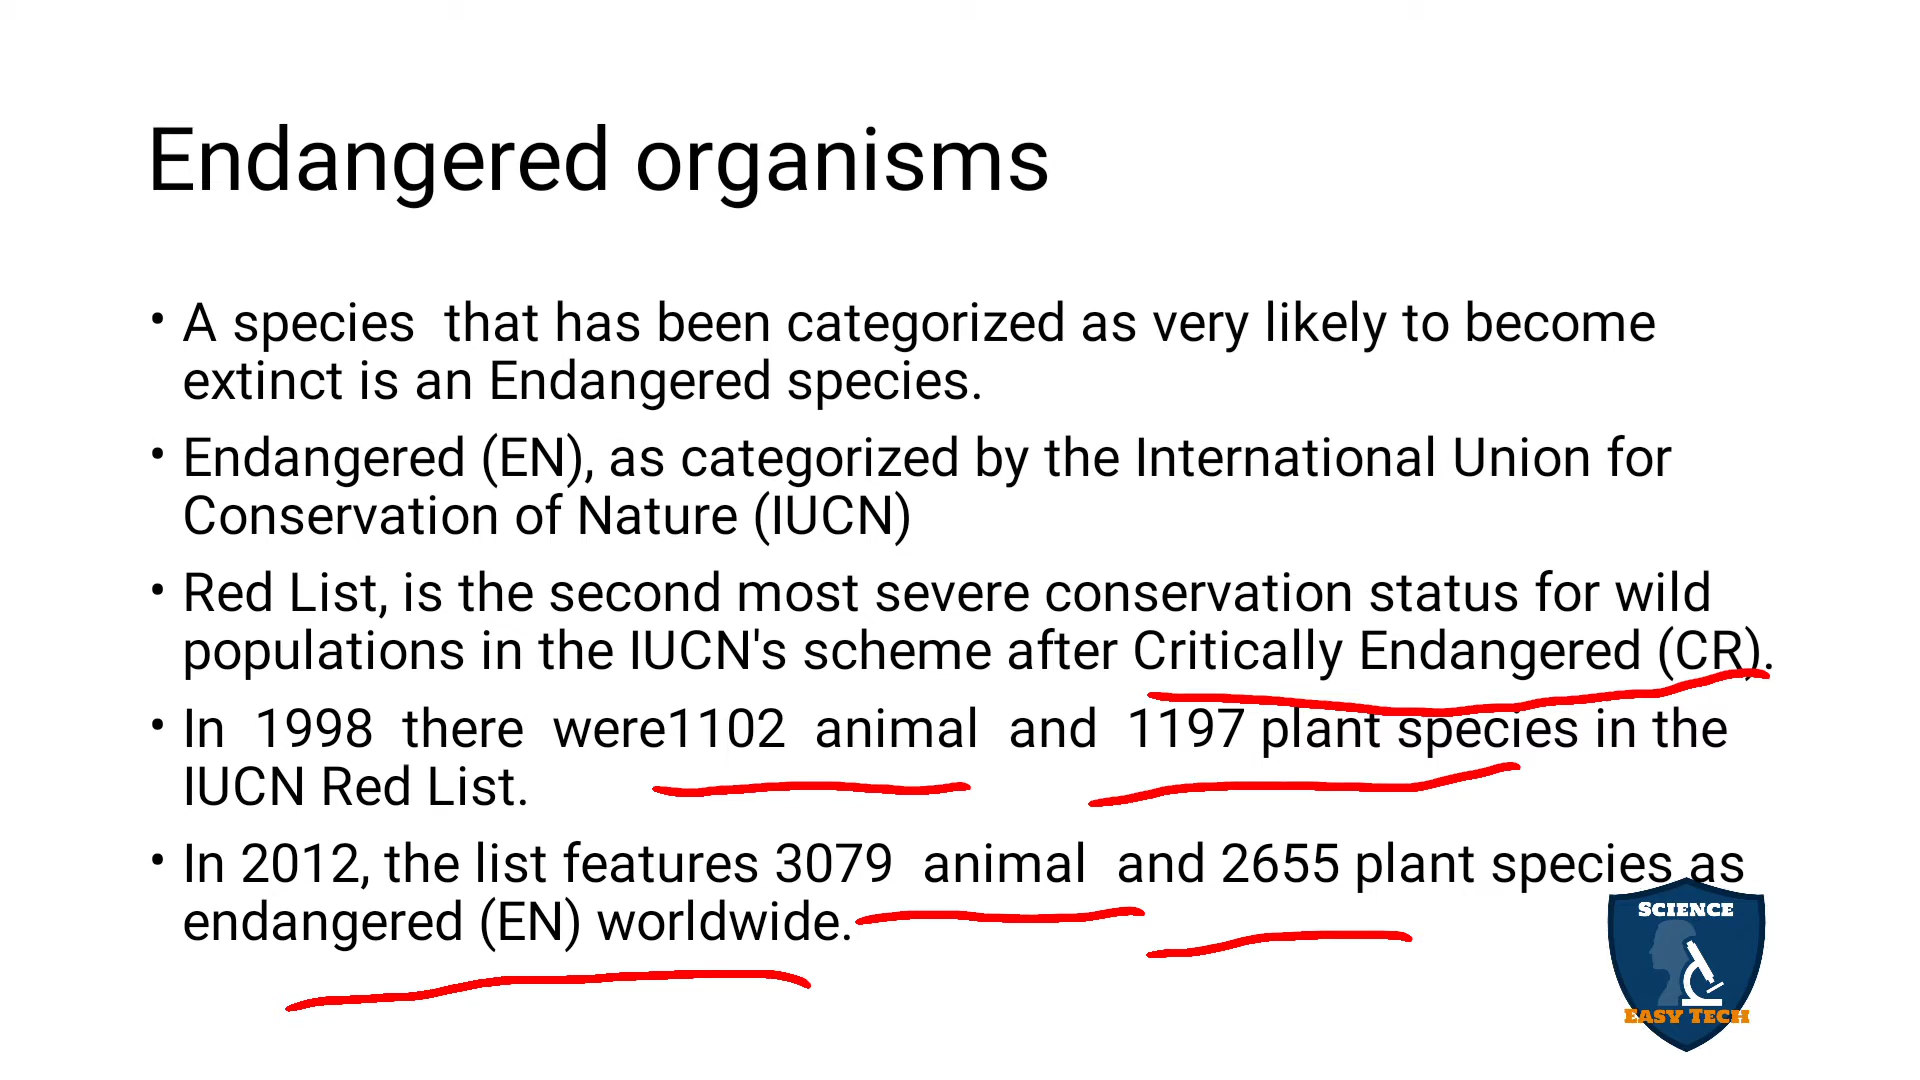 Endangered organisms
• A species  that has been categorized as very likely to become
extinct is an Endangered species.
• Endangered (EN), as categorized by the International Union for
Conservation of Nature (IUCN)
• Red List, is the second most severe conservation status for wild
populations in the IUCN's scheme after Critically Endangered (CR).
• In  1998  there  were1102  animal  and  1197 plant species in the
IUCN Red List.
• In 2012, the list features 3079  animal  and 2655 plant species as
endangered (EN) worldwide.
SCIENCE
EASY TECH